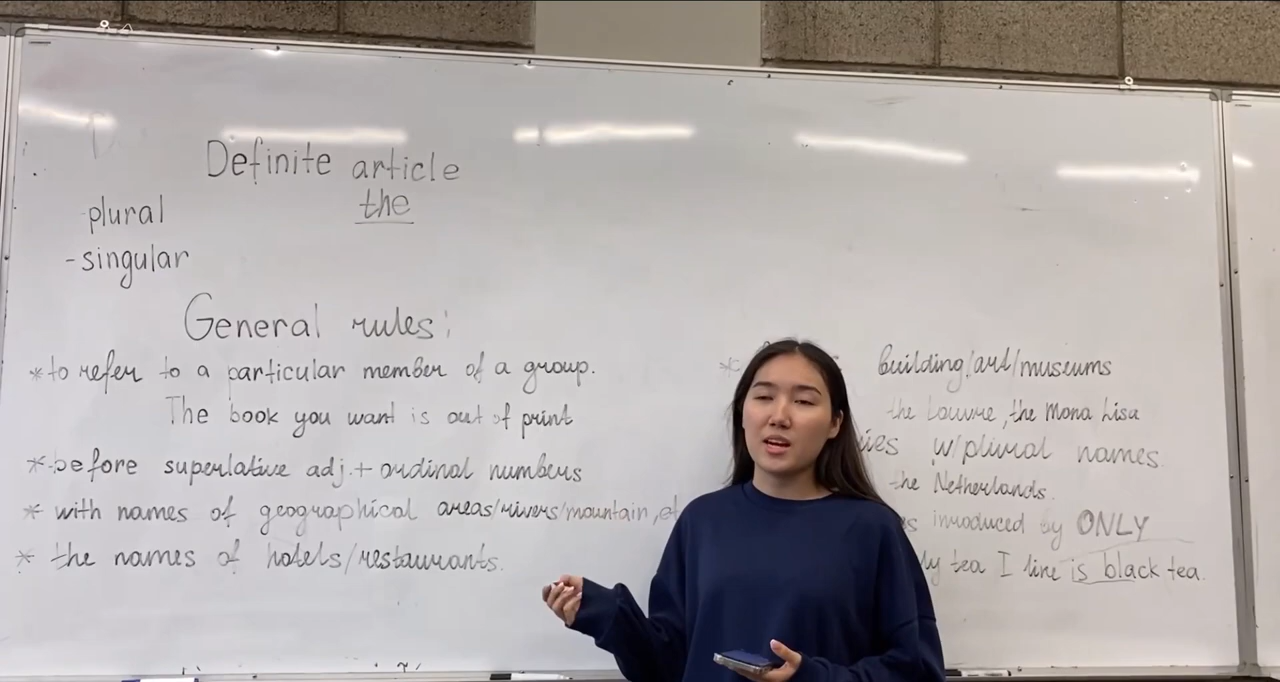 Definite article
the
plural
-singular
General rules:
* to refer to a particular member of a group.
The book you want is out of print
* before superlative adj. + ordinal numbers
* with names of geographical areas/rivers/mountain, et
* the names of hotels/restaurants.
* building/art/museums
the Louvre, the Mona Lisa
w/plural names.
the Netherlands.
introduced by ONLY
tea I like is black tea.